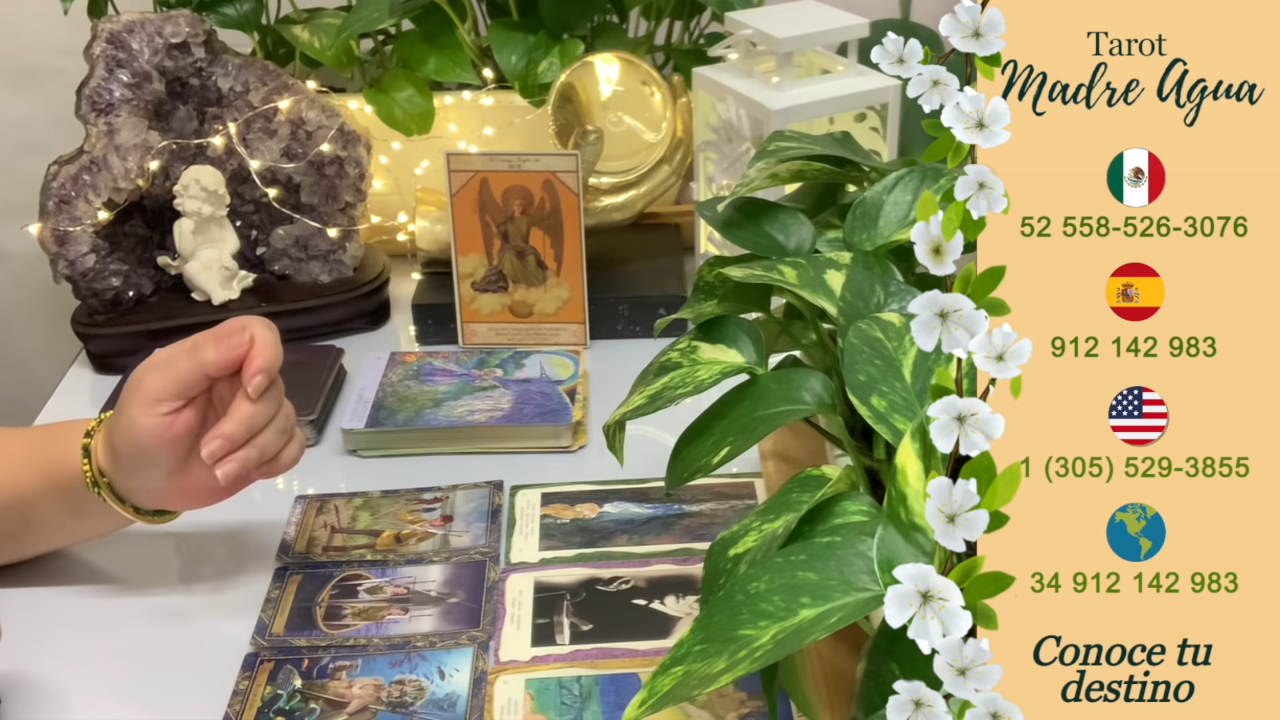 Tarot
Madre Agua
52 558-526-3076
912 142 983
1 (305) 529-3855
34 912 142 983
Conoce tu
destino